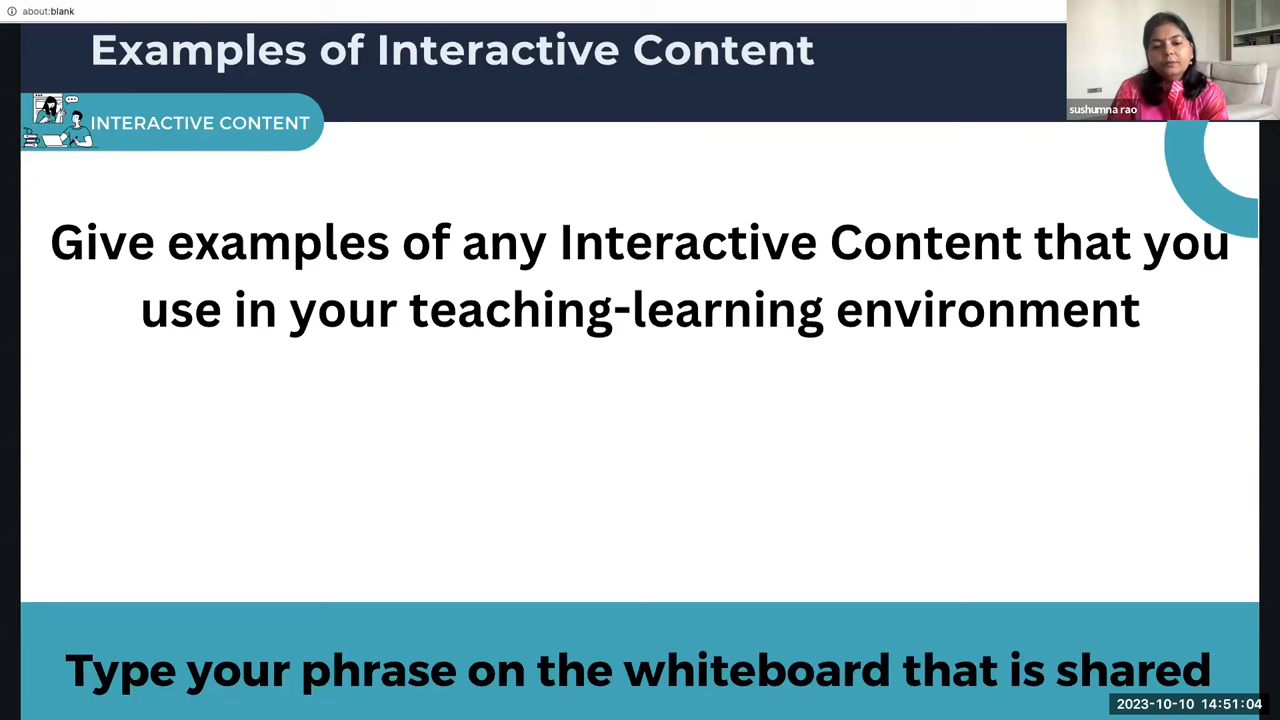 about:blank
Examples of Interactive Content
sushumna rao
INTERACTIVE CONTENT
Give examples of any Interactive Content that you
use in your teaching-learning environment
Type your phrase on the whiteboard that is shared
2023-10-10 14:51:04